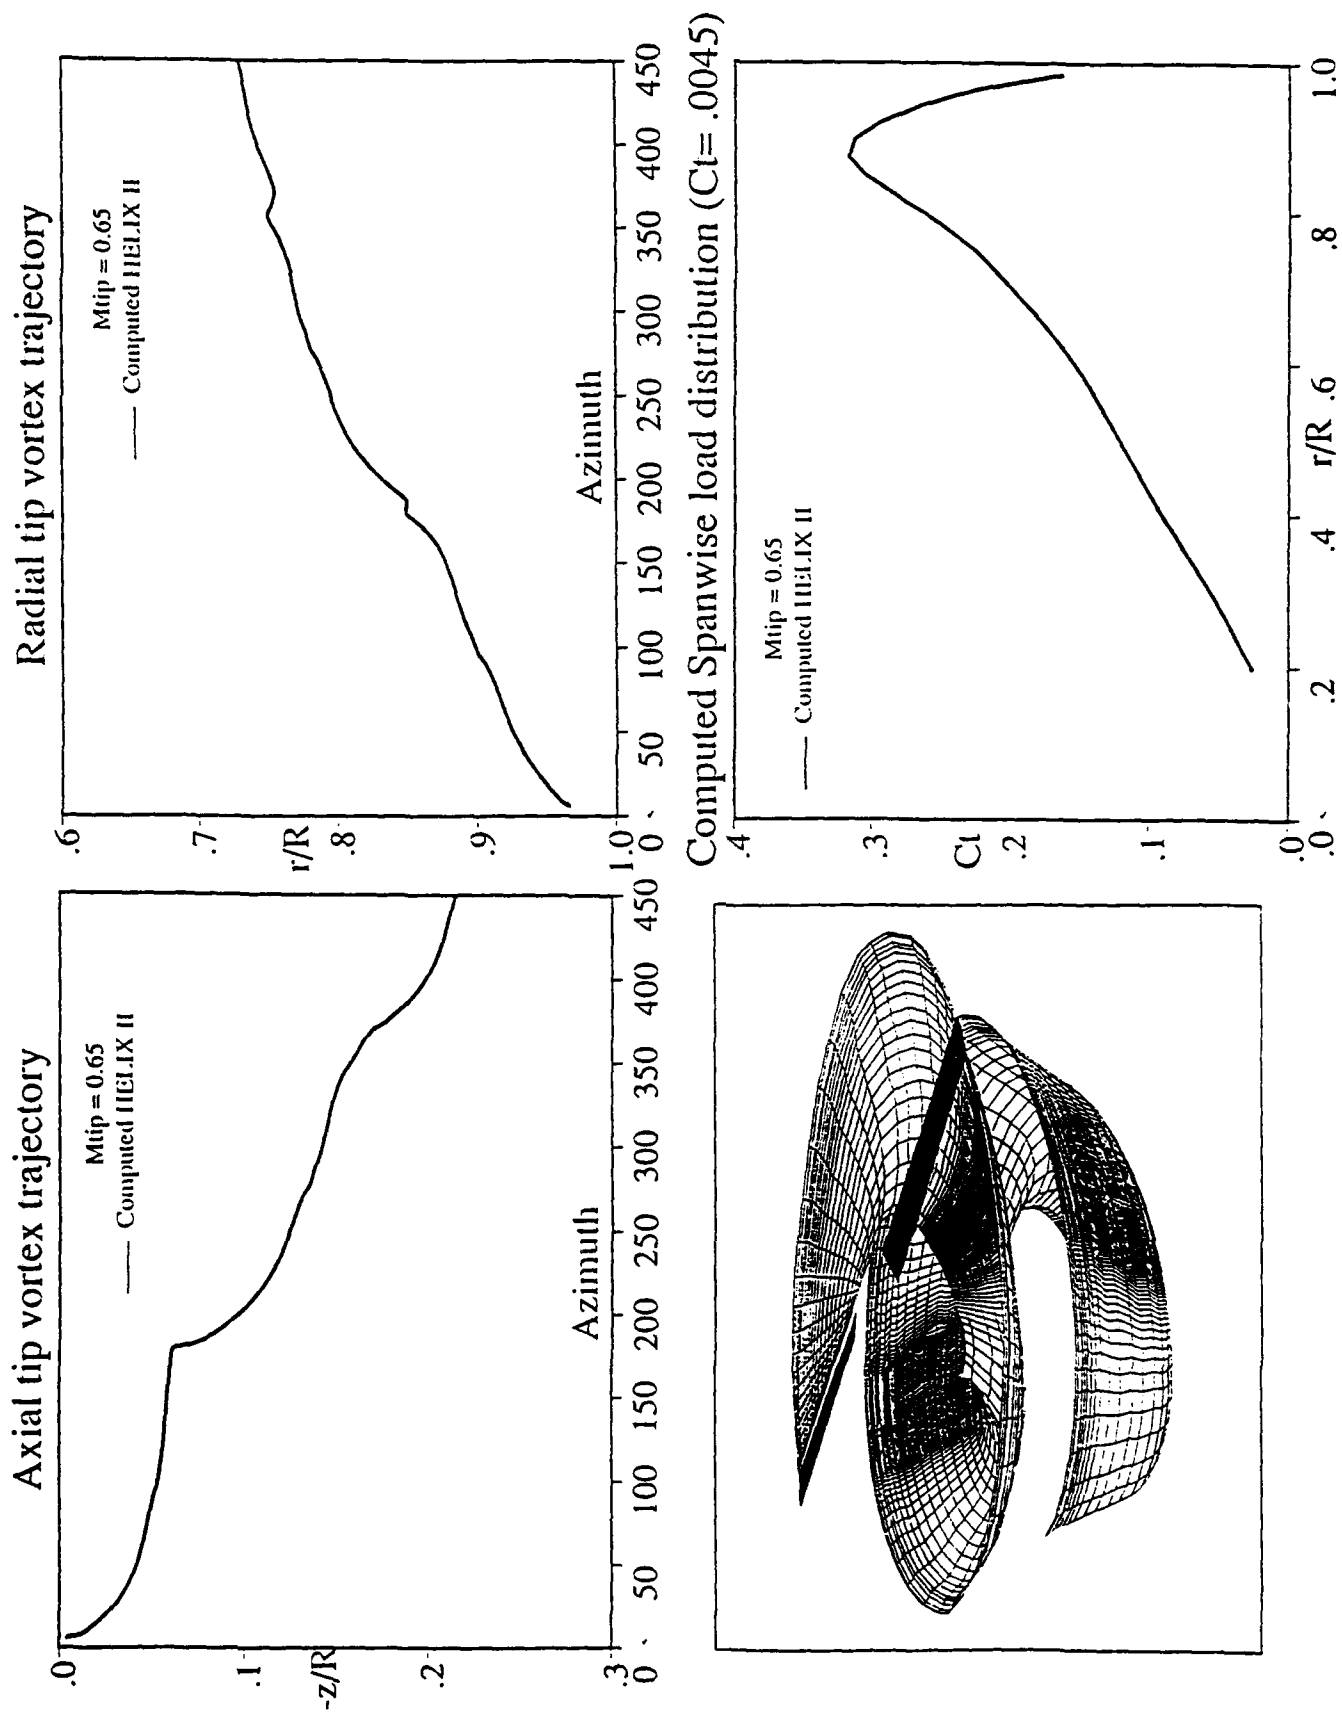 Axial tip vortex trajectory
.0
.1
-z/R
.2
.3
Mtip = 0.65
Computed HELIX II
Azimuth
0 50 100 150 200 250 300 350 400 450
Radial tip vortex trajectory
.6
.7
r/R
.8
.9
1.0
Mtip = 0.65
Computed HELIX II
Azimuth
0 50 100 150 200 250 300 350 400 450
Computed Spanwise load distribution (Ct= .0045)
.4
.3
Ct
.2
.1
.0
Mtip = 0.65
Computed HELIX II
.0 .2 .4 r/R .6 .8 1.0